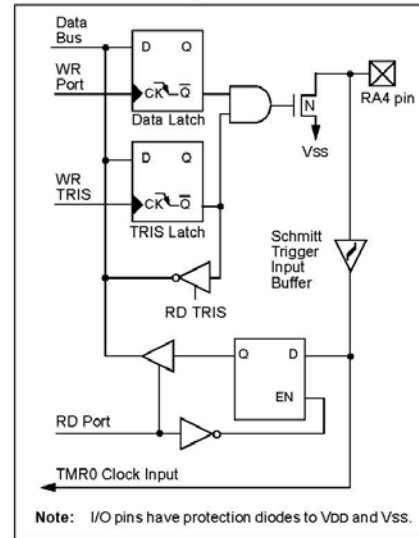 Data
Bus
D Q
WR
Port
CK Q
Data Latch
N
RA4 pin
VSS
D Q
WR
TRIS
CK Q
TRIS Latch
Schmitt
Trigger
Input
Buffer
RD TRIS
Q D
EN
RD Port
TMR0 Clock Input
Note: I/O pins have protection diodes to VDD and VSS.